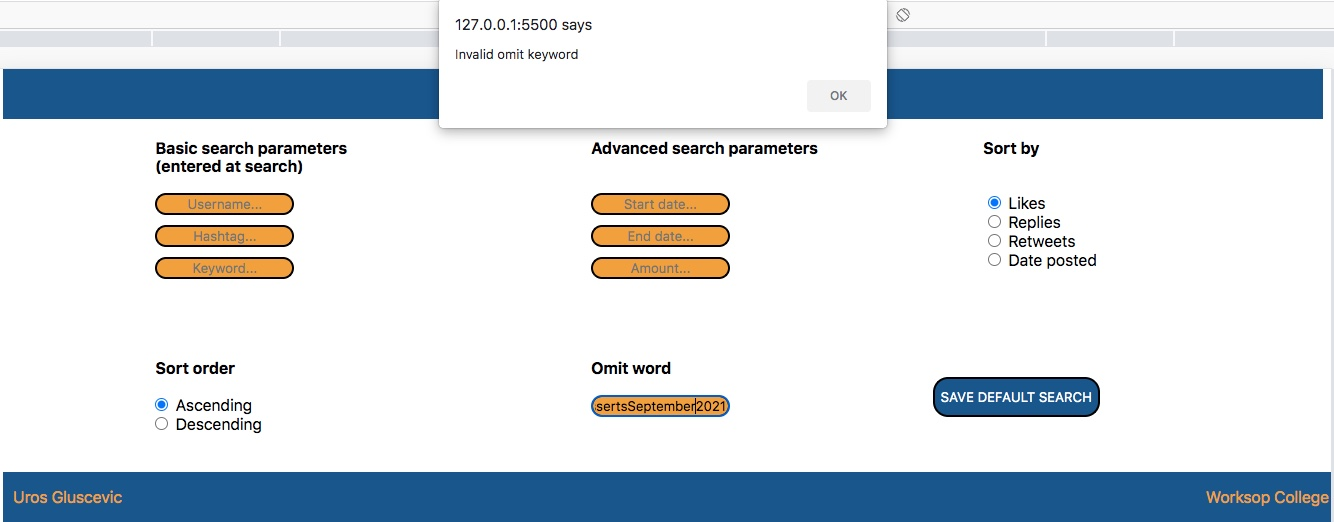 127.0.0.1:5500 says
Invalid omit keyword
OK
Basic search parameters
(entered at search)
Advanced search parameters
Sort by
Username...
Start date...
Likes
Hashtag...
End date...
Replies
Keyword...
Amount...
Retweets
Date posted
Sort order
Omit word
Ascending
sertsSeptember2021
SAVE DEFAULT SEARCH
Descending
Uros Gluscevic
Worksop College